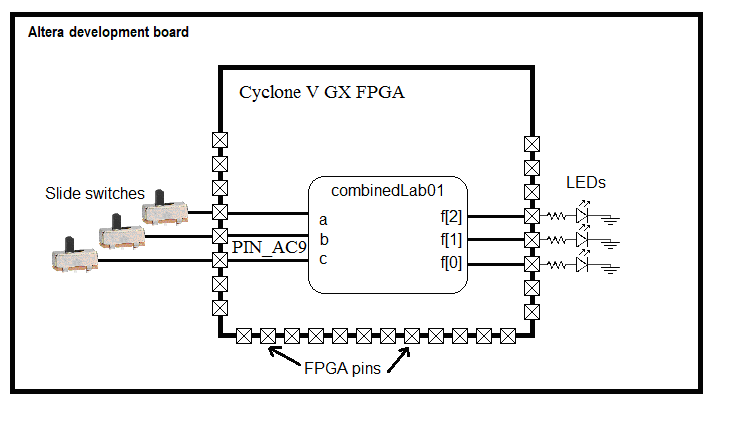 Altera development board
Cyclone V GX FPGA
Slide switches
combinedLab01
LEDs
a
f[2]
b
f[1]
PIN_AC9
c
f[0]
FPGA pins